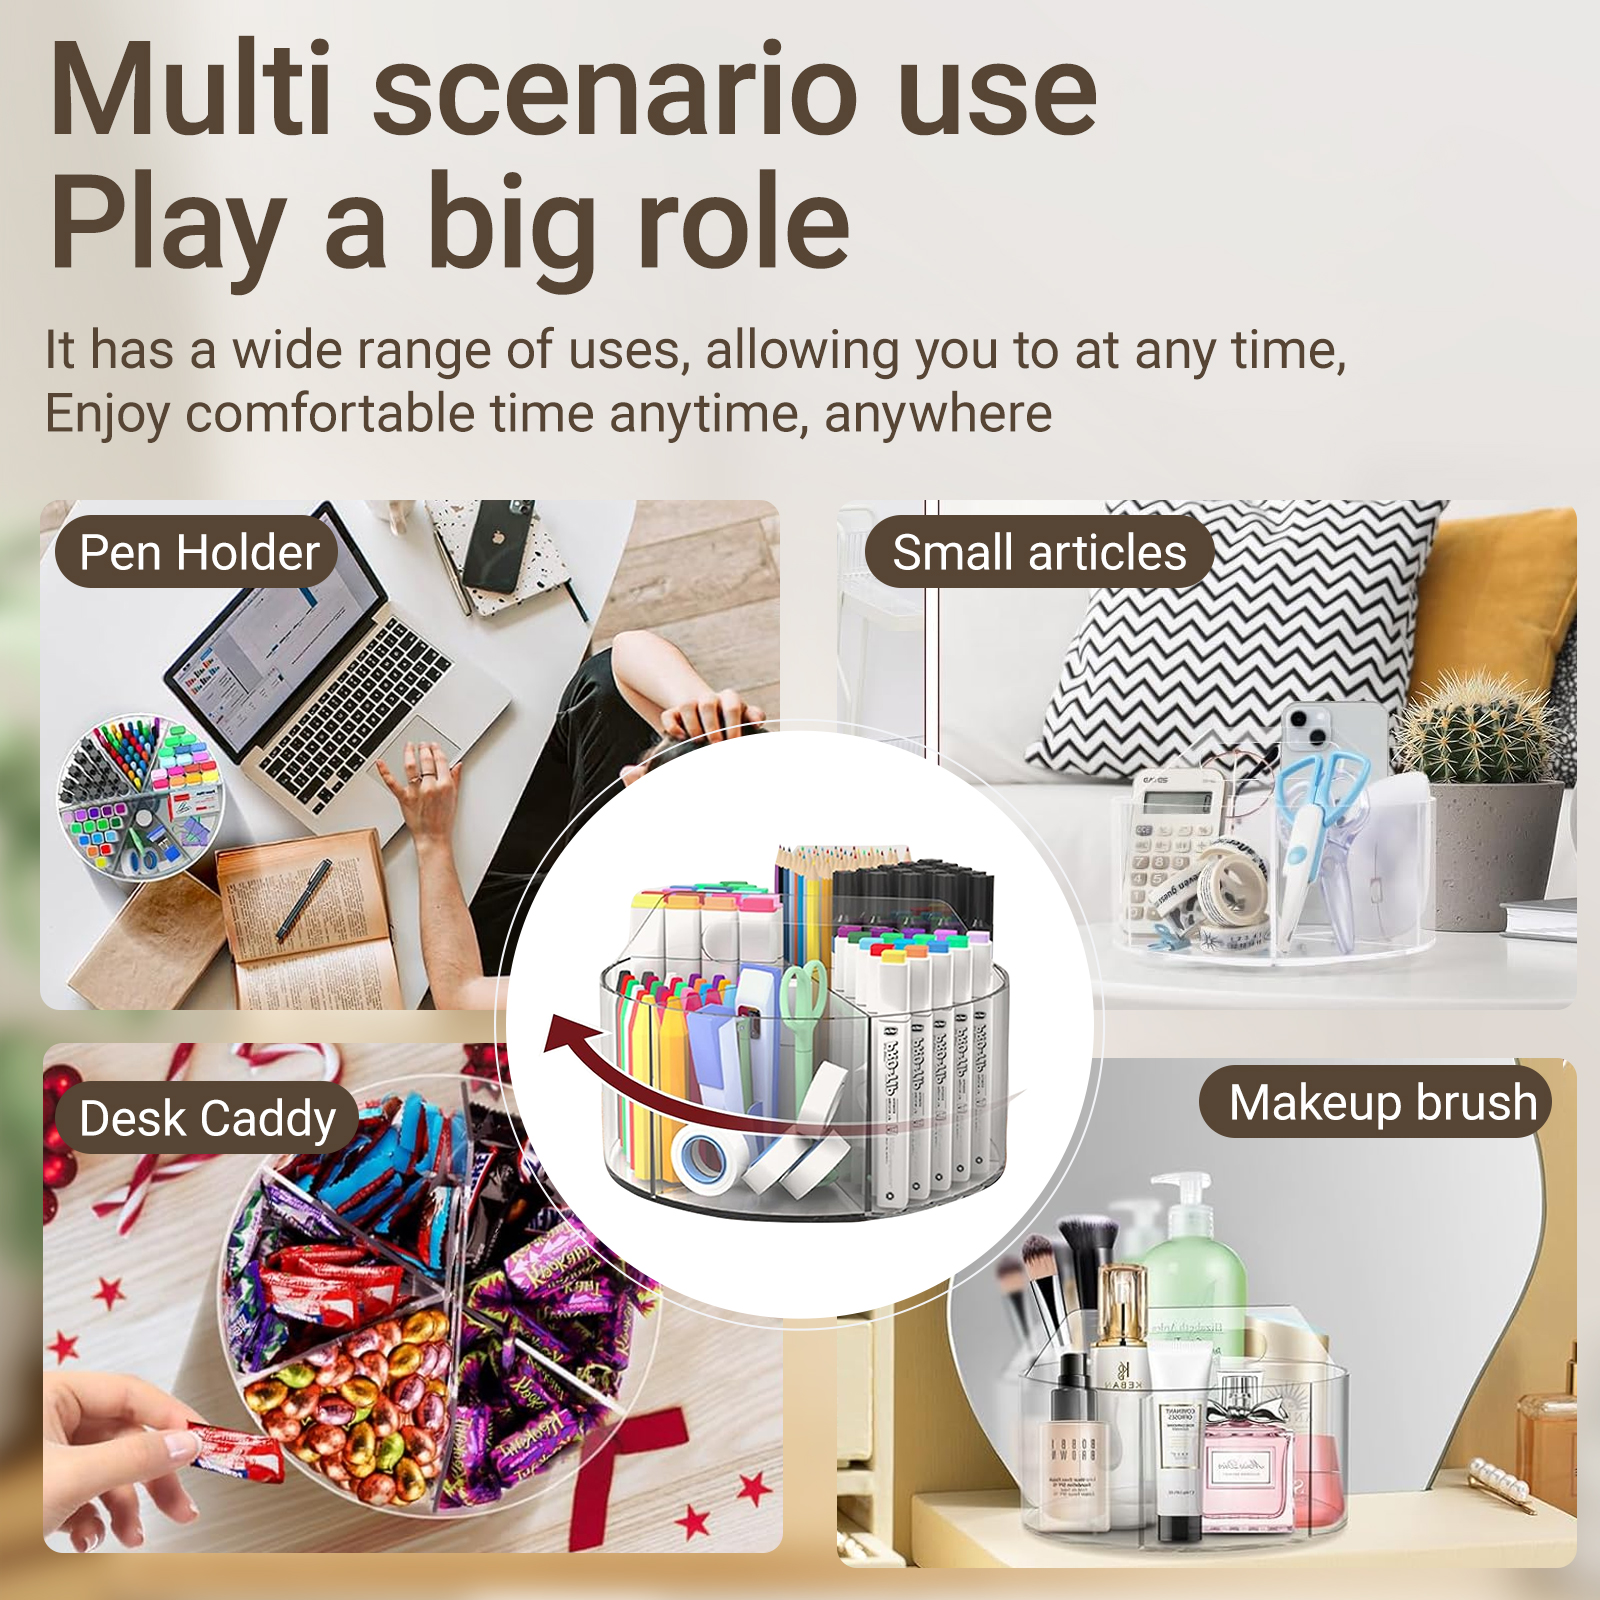 Multi scenario use
Play a big role
It has a wide range of uses, allowing you to at any time,
Enjoy comfortable time anytime, anywhere
Pen Holder
Small articles
Desk Caddy
Makeup brush
KEBAN